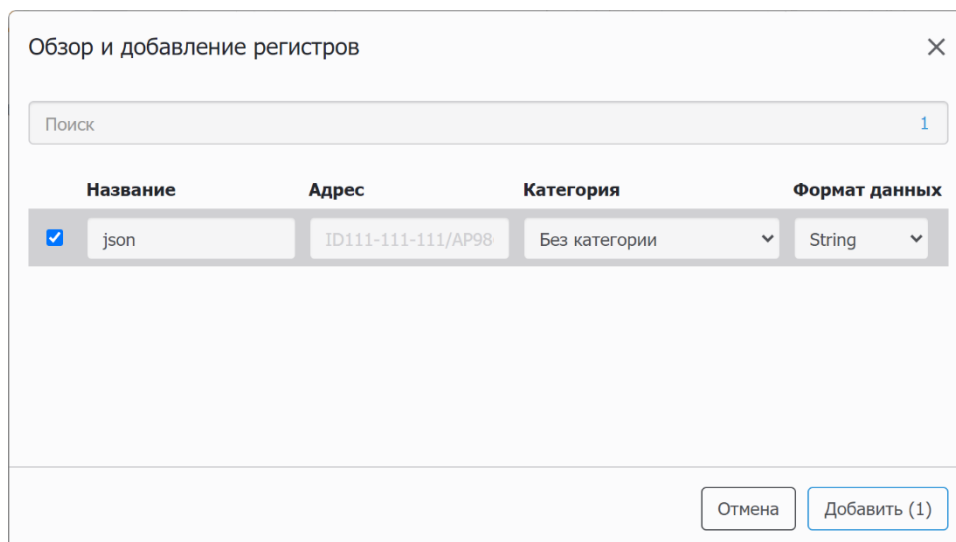 Обзор и добавление регистров
Поиск 1
Название Адрес Категория Формат данных
json ID111-111-111/AP98 Без категории String
Отмена Добавить (1)